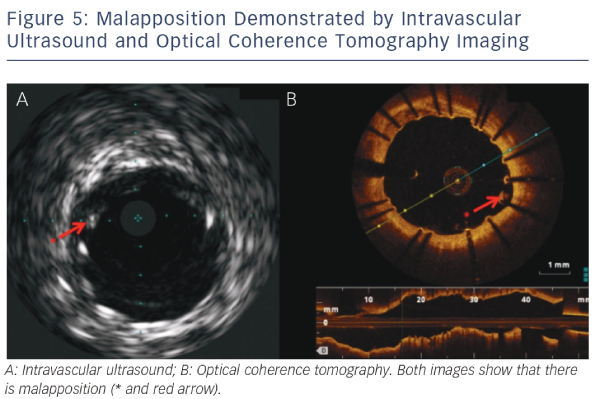 Figure 5: Malapposition Demonstrated by Intravascular
Ultrasound and Optical Coherence Tomography Imaging
A
B
*
*
1 mm
mm
10
20
30
40
mm
0
A: Intravascular ultrasound; B: Optical coherence tomography. Both images show that there
is malapposition (* and red arrow).